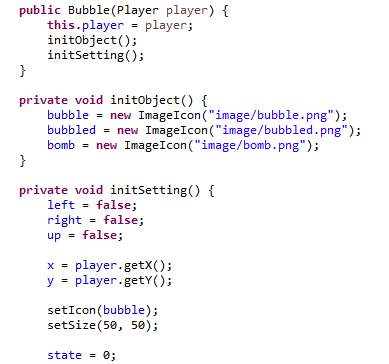 public Bubble(Player player) {
    this.player = player;
    initObject();
    initSetting();
}
private void initObject() {
    bubble = new ImageIcon("image/bubble.png");
    bubbled = new ImageIcon("image/bubbled.png");
    bomb = new ImageIcon("image/bomb.png");
}
private void initSetting() {
    left = false;
    right = false;
    up = false;
    x = player.getX();
    y = player.getY();
    setIcon(bubble);
    setSize(50, 50);
    state = 0;